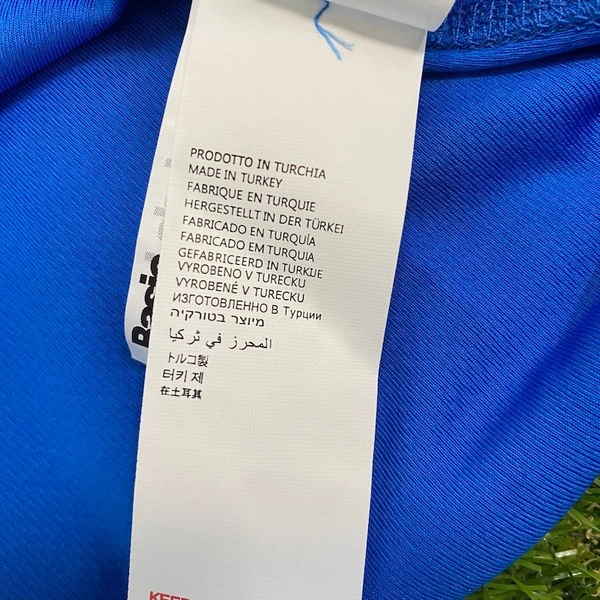 PRODOTTO IN TURCHIA
MADE IN TURKEY
FABRIQUE EN TURQUIE
HERGESTELLT IN DER TÜRKEI
FABRICADO EN TURQUÍA
FABRICADO EM TURQUIA
GEFABRICEERD IN TURKIJE
VYROBENO V TURECKU
VYROBENÉ V TURECKU
ИЗГОТОВЛЕННО В Турции
מיוצר בטורקיה
المحرز في تركيا
トルコ製
터키 제
在土耳其